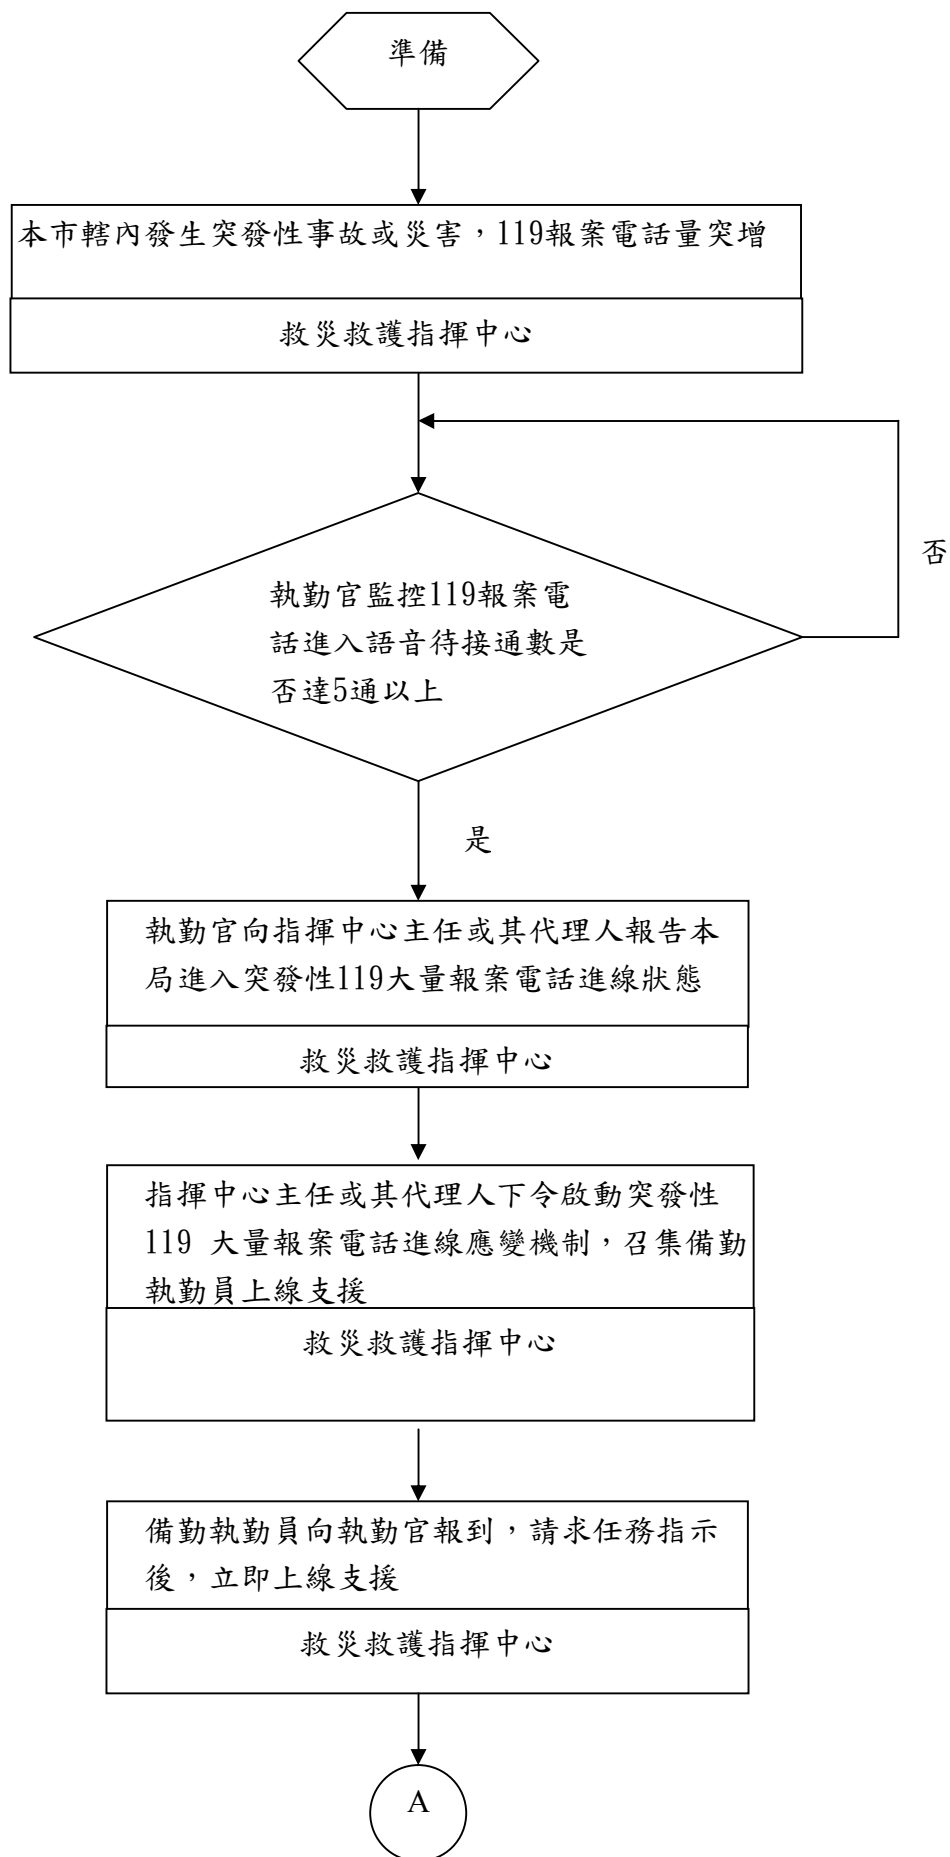 準備
本市轄內發生突發性事故或災害，119報案電話量突增
救災救護指揮中心
否
執勤官監控119報案電
話進入語音待接通數是
否達5通以上
是
執勤官向指揮中心主任或其代理人報告本
局進入突發性119大量報案電話進線狀態
救災救護指揮中心
指揮中心主任或其代理人下令啟動突發性
119 大量報案電話進線應變機制，召集備勤
執勤員上線支援
救災救護指揮中心
備勤執勤員向執勤官報到，請求任務指示
後，立即上線支援
救災救護指揮中心
A